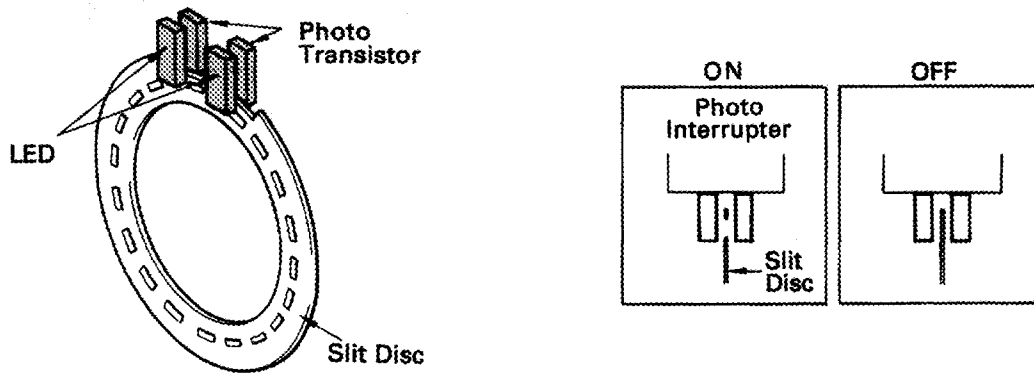 Photo
Transistor
LED
Slit Disc
ON
OFF
Photo
Interrupter
Slit
Disc